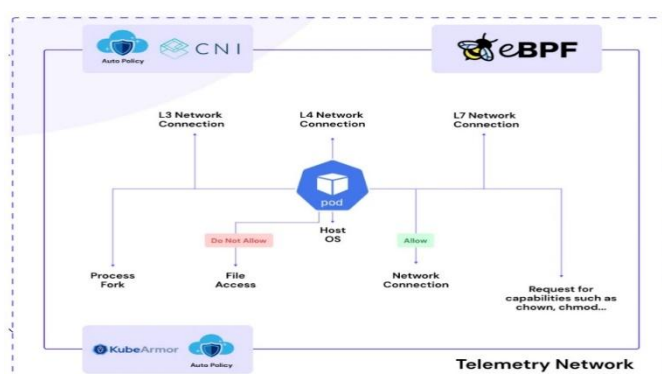 Auto Policy
CNI
eBPF
L3 Network
Connection
L4 Network
Connection
L7 Network
Connection
pod
Do Not Allow
Host
OS
Allow
Process
Fork
File
Access
Network
Connection
Request for
capabilities such as
chown, chmod...
KubeArmor
Auto Policy
Telemetry Network